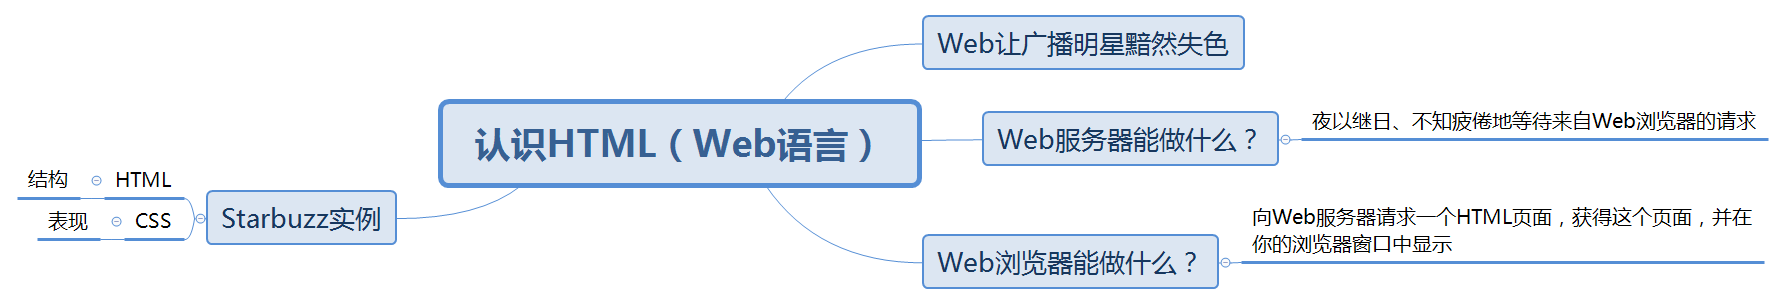 Web让广播明星黯然失色
认识HTML（Web语言）
Web服务器能做什么？
夜以继日、不知疲倦地等待来自Web浏览器的请求
Web浏览器能做什么？
向Web服务器请求一个HTML页面，获得这个页面，并在
你的浏览器窗口中显示
Starbuzz实例
HTML
结构
CSS
表现